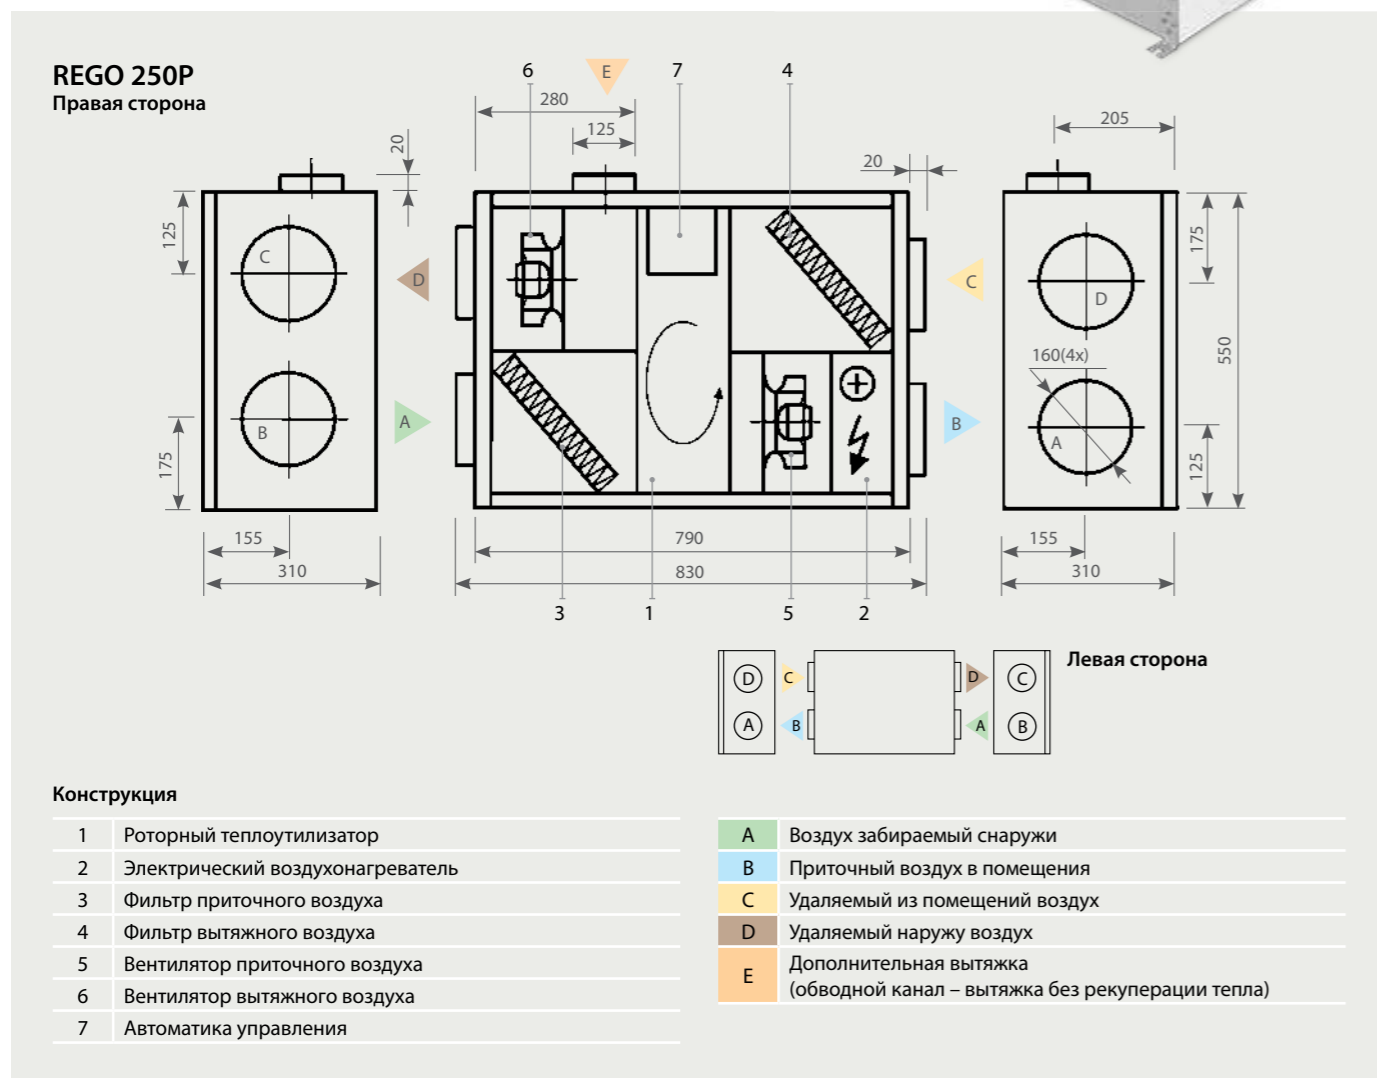 REGO 250P
Правая сторона
6
E
7
4
280
125
20
20
205
125
C
D
C
D
175
550
160(4x)
A
B
175
B
A
125
155
310
790
830
155
310
3
1
5
2
Левая сторона
D
C
D
C
A
B
A
B
Конструкция
1 Роторный теплоутилизатор
2 Электрический воздухонагреватель
3 Фильтр приточного воздуха
4 Фильтр вытяжного воздуха
5 Вентилятор приточного воздуха
6 Вентилятор вытяжного воздуха
7 Автоматика управления
A Воздух забираемый снаружи
B Приточный воздух в помещения
C Удаляемый из помещений воздух
D Удаляемый наружу воздух
E Дополнительная вытяжка
(обводной канал – вытяжка без рекуперации тепла)